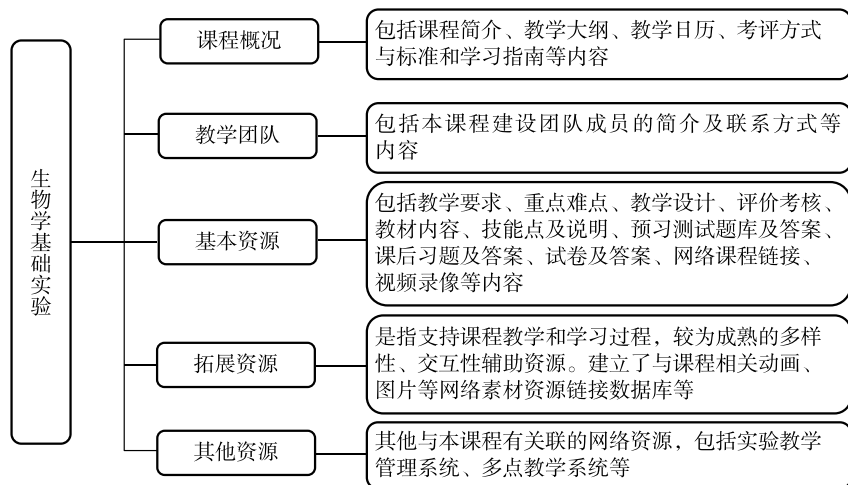 生物学基础实验
课程概况
包括课程简介、教学大纲、教学日历、考评方式
与标准和学习指南等内容
教学团队
包括本课程建设团队成员的简介及联系方式等
内容
基本资源
包括教学要求、重点难点、教学设计、评价考核、
教材内容、技能点及说明、预习测试题库及答案、
课后习题及答案、试卷及答案、网络课程链接、
视频录像等内容
拓展资源
是指支持课程教学和学习过程，较为成熟的多样
性、交互性辅助资源。建立了与课程相关动画、
图片等网络素材资源链接数据库等
其他资源
其他与本课程有关联的网络资源，包括实验教学
管理系统、多点教学系统等